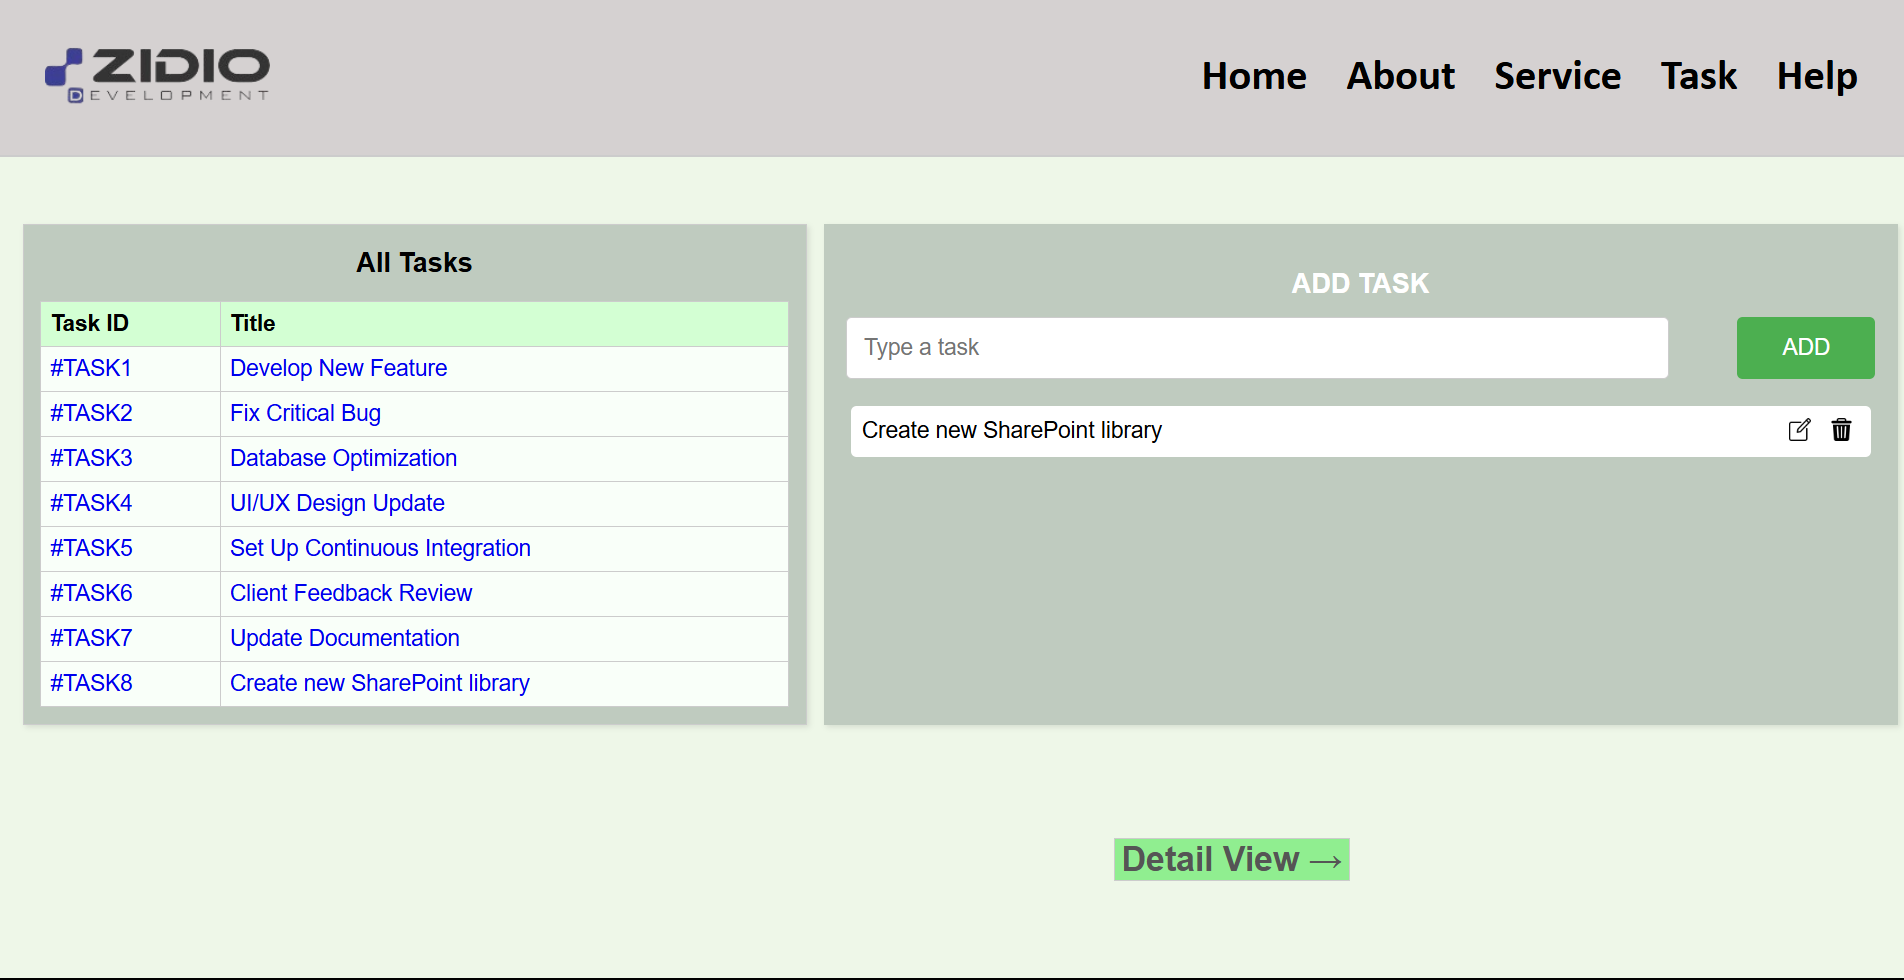 ZIDIO
DEVELOPMENT
Home About Service Task Help
All Tasks
Task ID Title
#TASK1 Develop New Feature
#TASK2 Fix Critical Bug
#TASK3 Database Optimization
#TASK4 UI/UX Design Update
#TASK5 Set Up Continuous Integration
#TASK6 Client Feedback Review
#TASK7 Update Documentation
#TASK8 Create new SharePoint library
ADD TASK
Type a task ADD
Create new SharePoint library
Detail View →